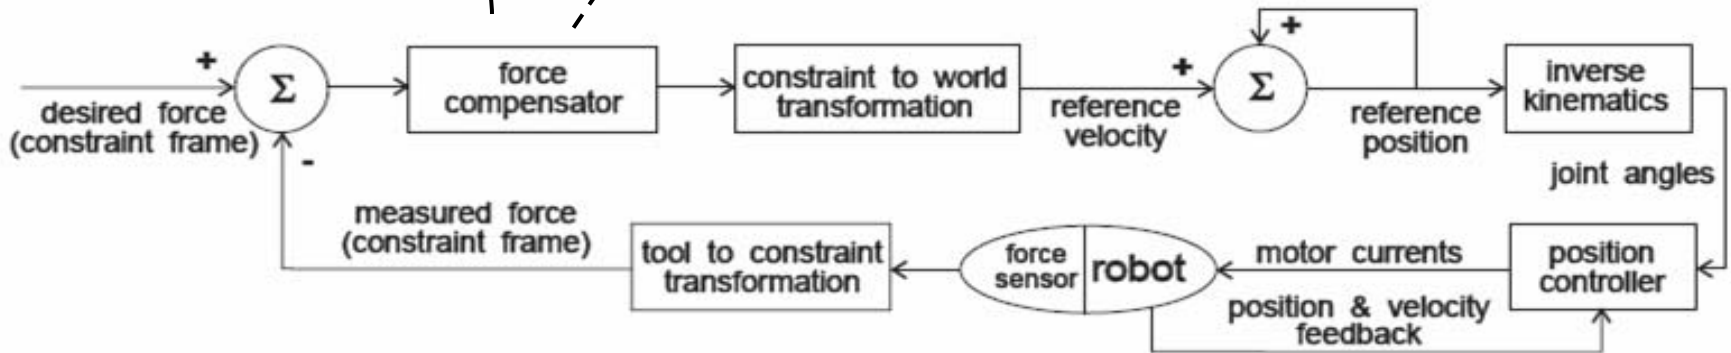 +
Σ
desired force
(constraint frame)
-
force
compensator
constraint to world
transformation
reference
velocity
+
Σ
+
reference
position
inverse
kinematics
joint angles
measured force
(constraint frame)
tool to constraint
transformation
force
sensor
robot
motor currents
position & velocity
feedback
position
controller